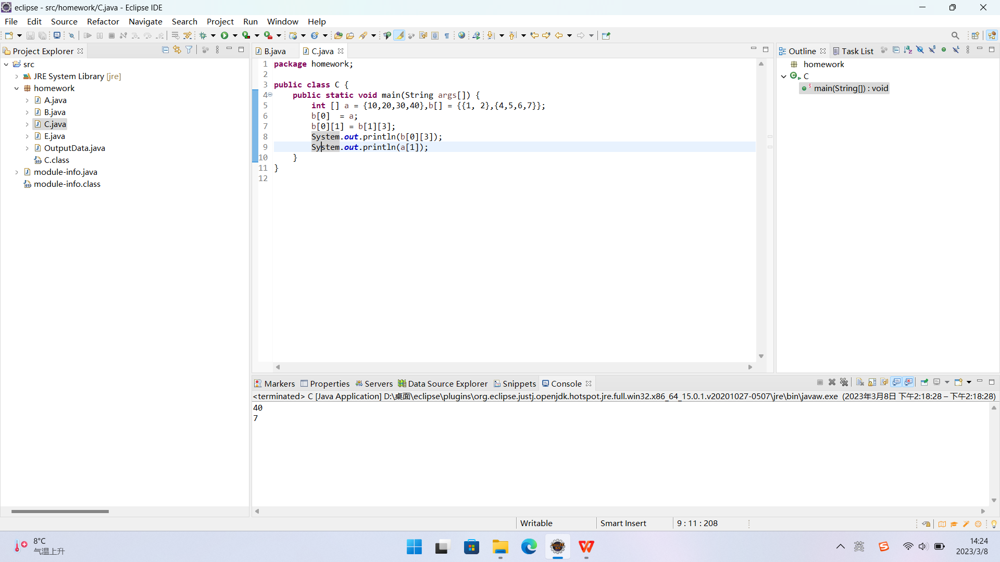 eclipse - src/homework/C.java - Eclipse IDE
File Edit Source Refactor Navigate Search Project Run Window Help
Project Explorer
src
JRE System Library [jre]
homework
A.java
B.java
C.java
E.java
OutputData.java
C.class
module-info.java
module-info.class
B.java C.java
1 package homework;
2
3 public class C {
4 public static void main(String args[]) {
5 int [] a = {10,20,30,40},b[] = {{1, 2},{4,5,6,7}};
6 b[0]  = a;
7 b[0][1] = b[1][3];
8 System.out.println(b[0][3]);
9 System.out.println(a[1]);
10 }
11 }
12
Outline Task List
homework
C
main(String[]) : void
Markers Properties Servers Data Source Explorer Snippets Console
<terminated> C [Java Application] D:\桌面\eclipse\plugins\org.eclipse.justj.openjdk.hotspot.jre.full.win32.x86_64_15.0.1.v20201027-0507\jre\bin\javaw.exe  (2023年3月8日 下午2:18:28 – 下午2:18:28)
40
7
Writable Smart Insert 9 : 11 : 208
8°C
气温上升
英
14:24
2023/3/8